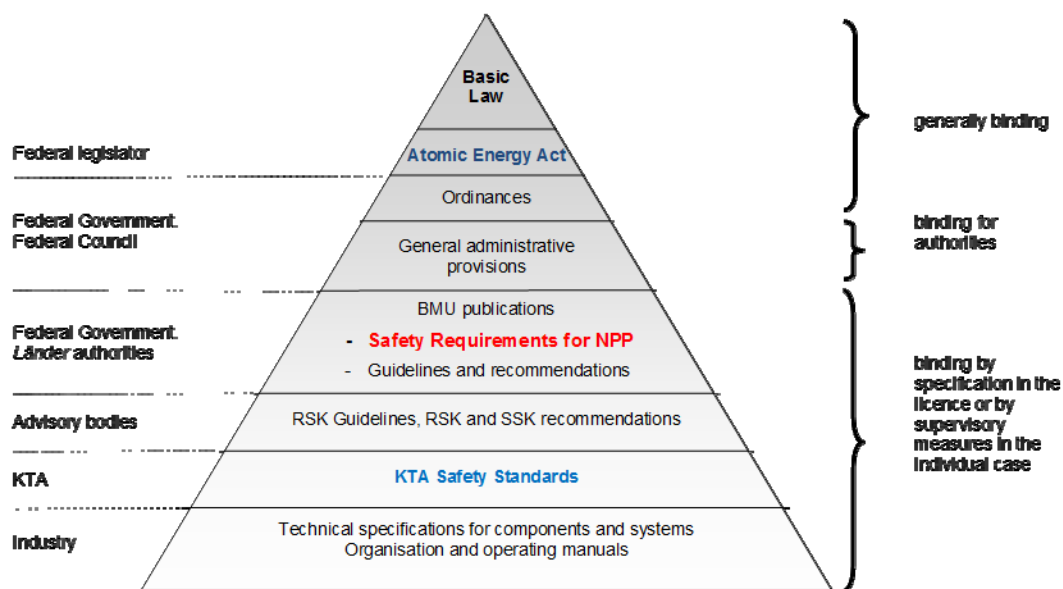 Basic
Law
Atomic Energy Act
Ordinances
General administrative
provisions
BMU publications
- Safety Requirements for NPP
- Guidelines and recommendations
RSK Guidelines, RSK and SSK recommendations
KTA Safety Standards
Technical specifications for components and systems
Organisation and operating manuals
Federal legislator
Federal Government.
Federal Council
Federal Government.
Länder authorities
Advisory bodies
KTA
Industry
generally binding
binding for
authorities
binding by
specification in the
licence or by
supervisory
measures in the
individual case